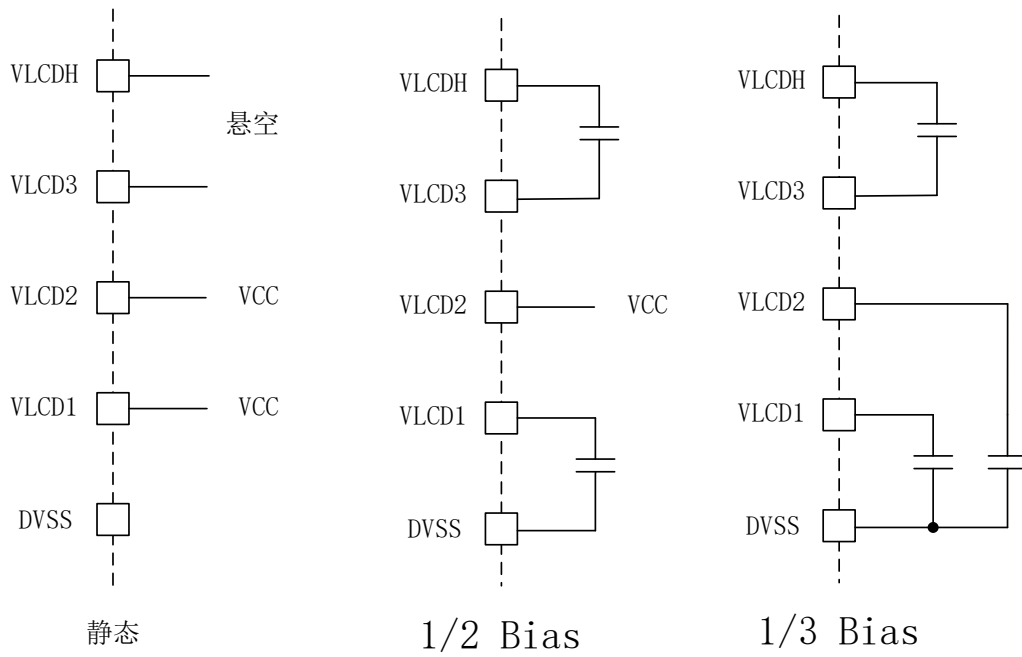 VLCDH
悬空
VLCD3
VLCD2 VCC
VLCD1 VCC
DVSS
静态
VLCDH
VLCD3
VLCD2 VCC
VLCD1
DVSS
1/2 Bias
VLCDH
VLCD3
VLCD2
VLCD1
DVSS
1/3 Bias